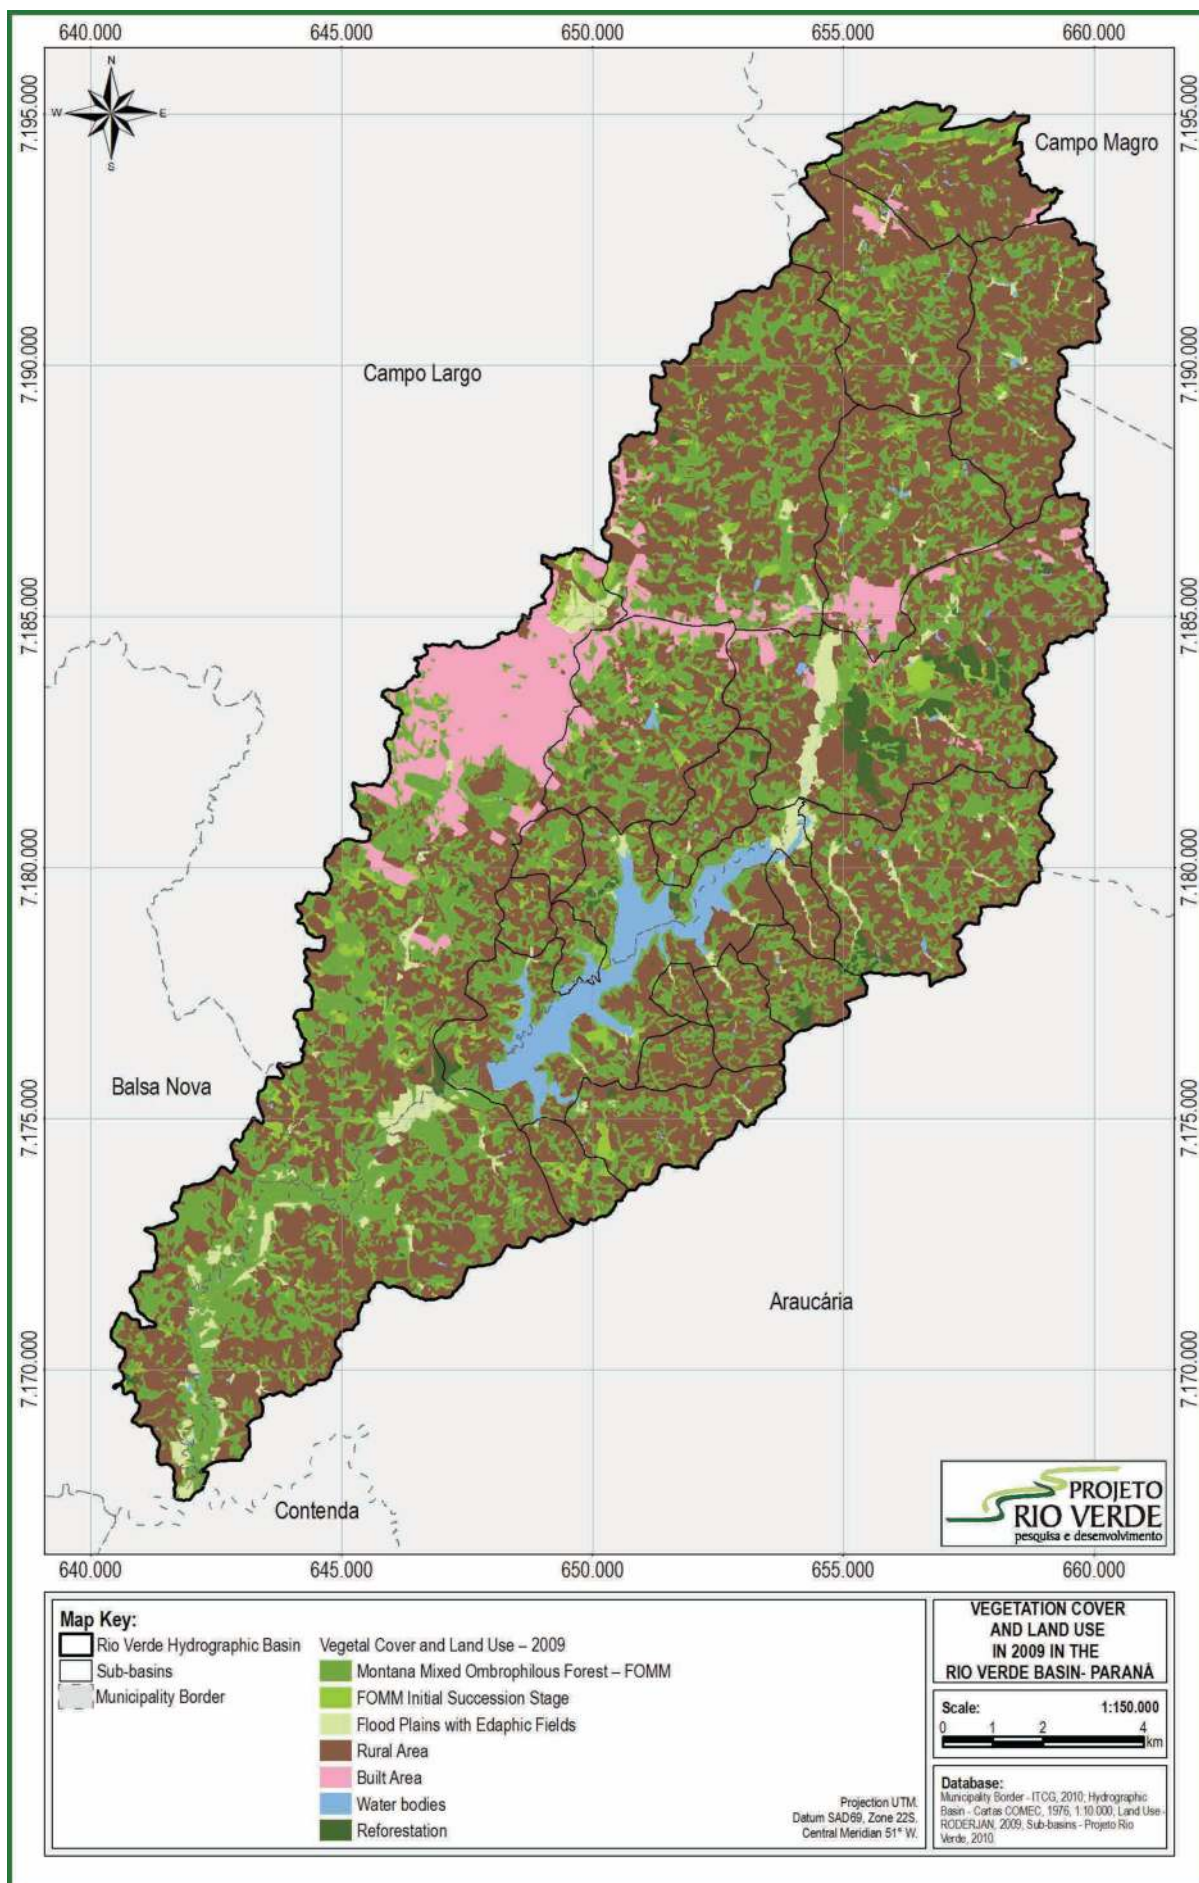 640.000 645.000 650.000 655.000 660.000
N
W E
S
7.195.000 7.195.000
Campo Magro
7.190.000 7.190.000
Campo Largo
7.185.000 7.185.000
7.180.000 7.180.000
Balsa Nova
7.175.000 7.175.000
Araucária
7.170.000 7.170.000
Contenda
PROJETO
RIO VERDE
pesquisa e desenvolvimento
640.000 645.000 650.000 655.000 660.000
Map Key:
Rio Verde Hydrographic Basin
Sub-basins
Municipality Border
Vegetal Cover and Land Use – 2009
Montana Mixed Ombrophilous Forest – FOMM
FOMM Initial Succession Stage
Flood Plains with Edaphic Fields
Rural Area
Built Area
Water bodies
Reforestation
Projection UTM.
Datum SAD69, Zone 22S.
Central Meridian 51° W.
VEGETATION COVER
AND LAND USE
IN 2009 IN THE
RIO VERDE BASIN- PARANÁ
Scale: 1:150.000
0 1 2 4
km
Database:
Municipality Border - ITCG, 2010; Hydrographic
Basin - Cartas COMEC, 1976, 1:10.000; Land Use -
RODERJAN, 2009; Sub-basins - Projeto Rio
Verde, 2010.